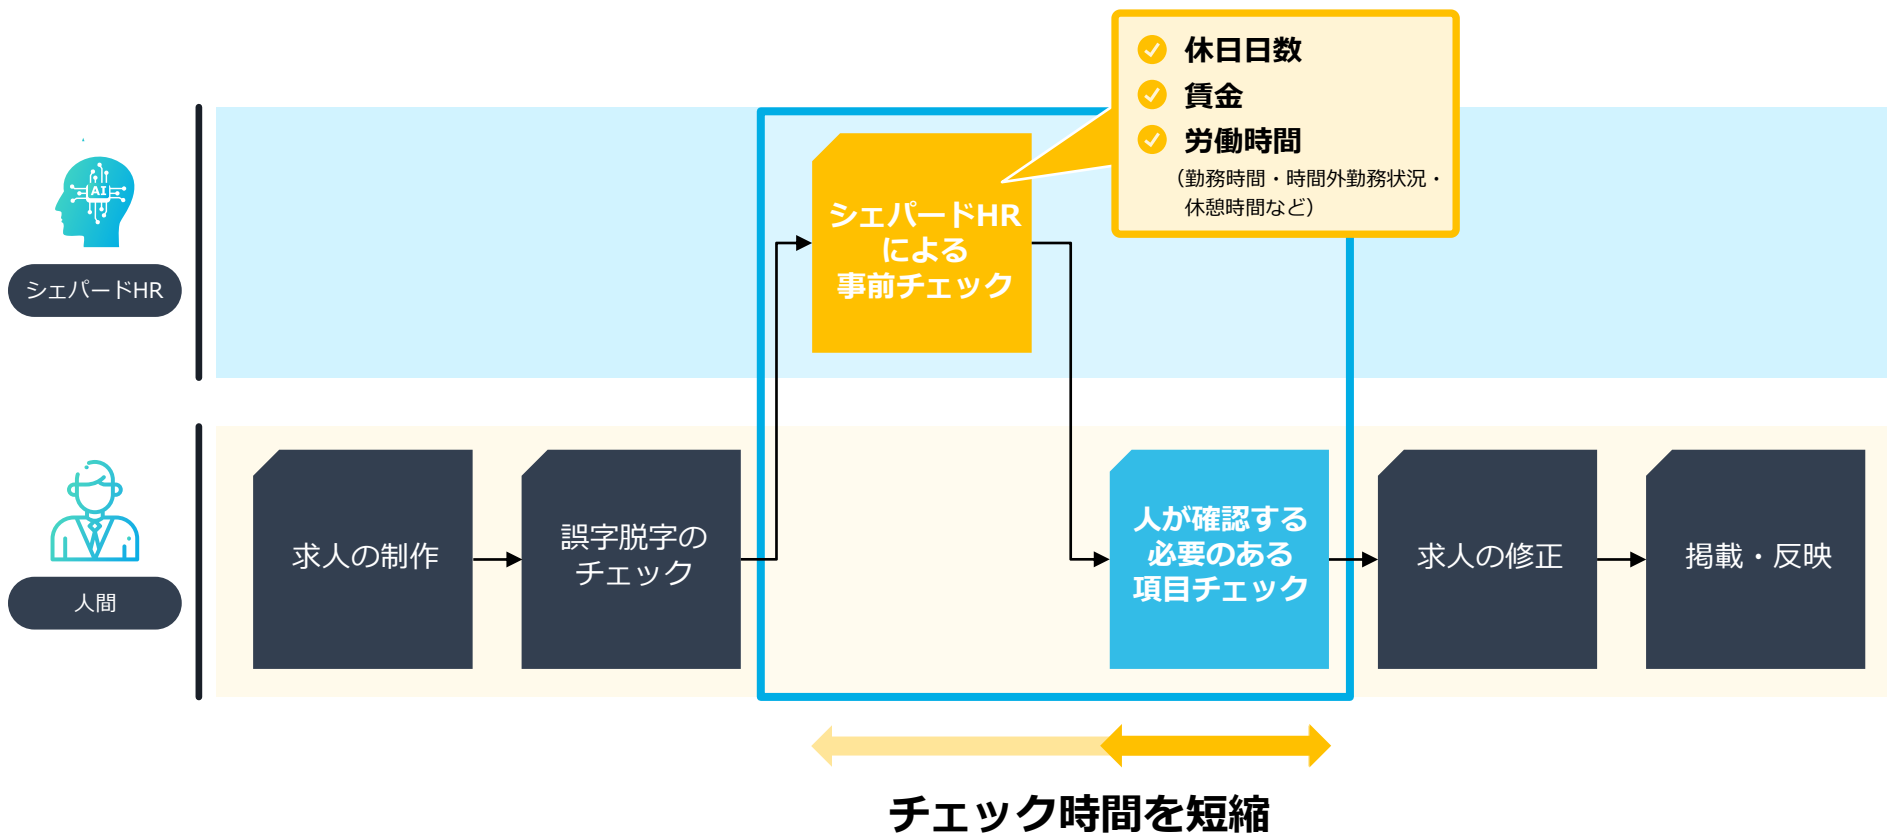 休日日数
賃金
労働時間
（勤務時間・時間外勤務状況・
休憩時間など）
AI
シェパードHR
シェパードHR
による
事前チェック
人間
求人の制作
誤字脱字の
チェック
人が確認する
必要のある
項目チェック
求人の修正
掲載・反映
チェック時間を短縮